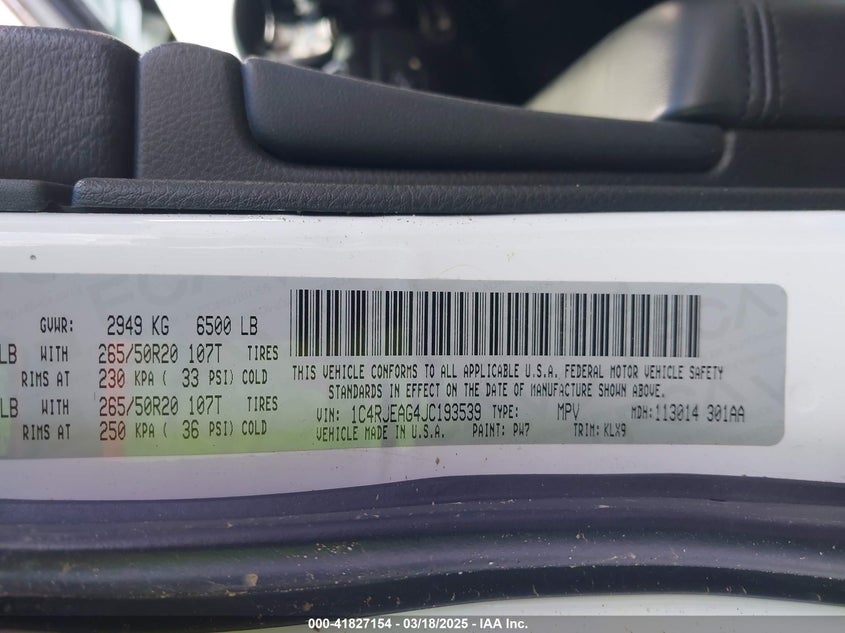 GVWR: 2949 KG 6500 LB
LB WITH 265/50R20 107T TIRES
RIMS AT 230 KPA ( 33 PSI) COLD
LB WITH 265/50R20 107T TIRES
RIMS AT 250 KPA ( 36 PSI) COLD
THIS VEHICLE CONFORMS TO ALL APPLICABLE U.S.A. FEDERAL MOTOR VEHICLE SAFETY
STANDARDS IN EFFECT ON THE DATE OF MANUFACTURE SHOWN ABOVE.
VIN: 1C4RJEAG4JC193539 TYPE: MPV MDH: 113014 301AA
VEHICLE MADE IN U.S.A. PAINT: PW7 TRIM: KLX9
000-41827154 — 03/18/2025 — IAA Inc.